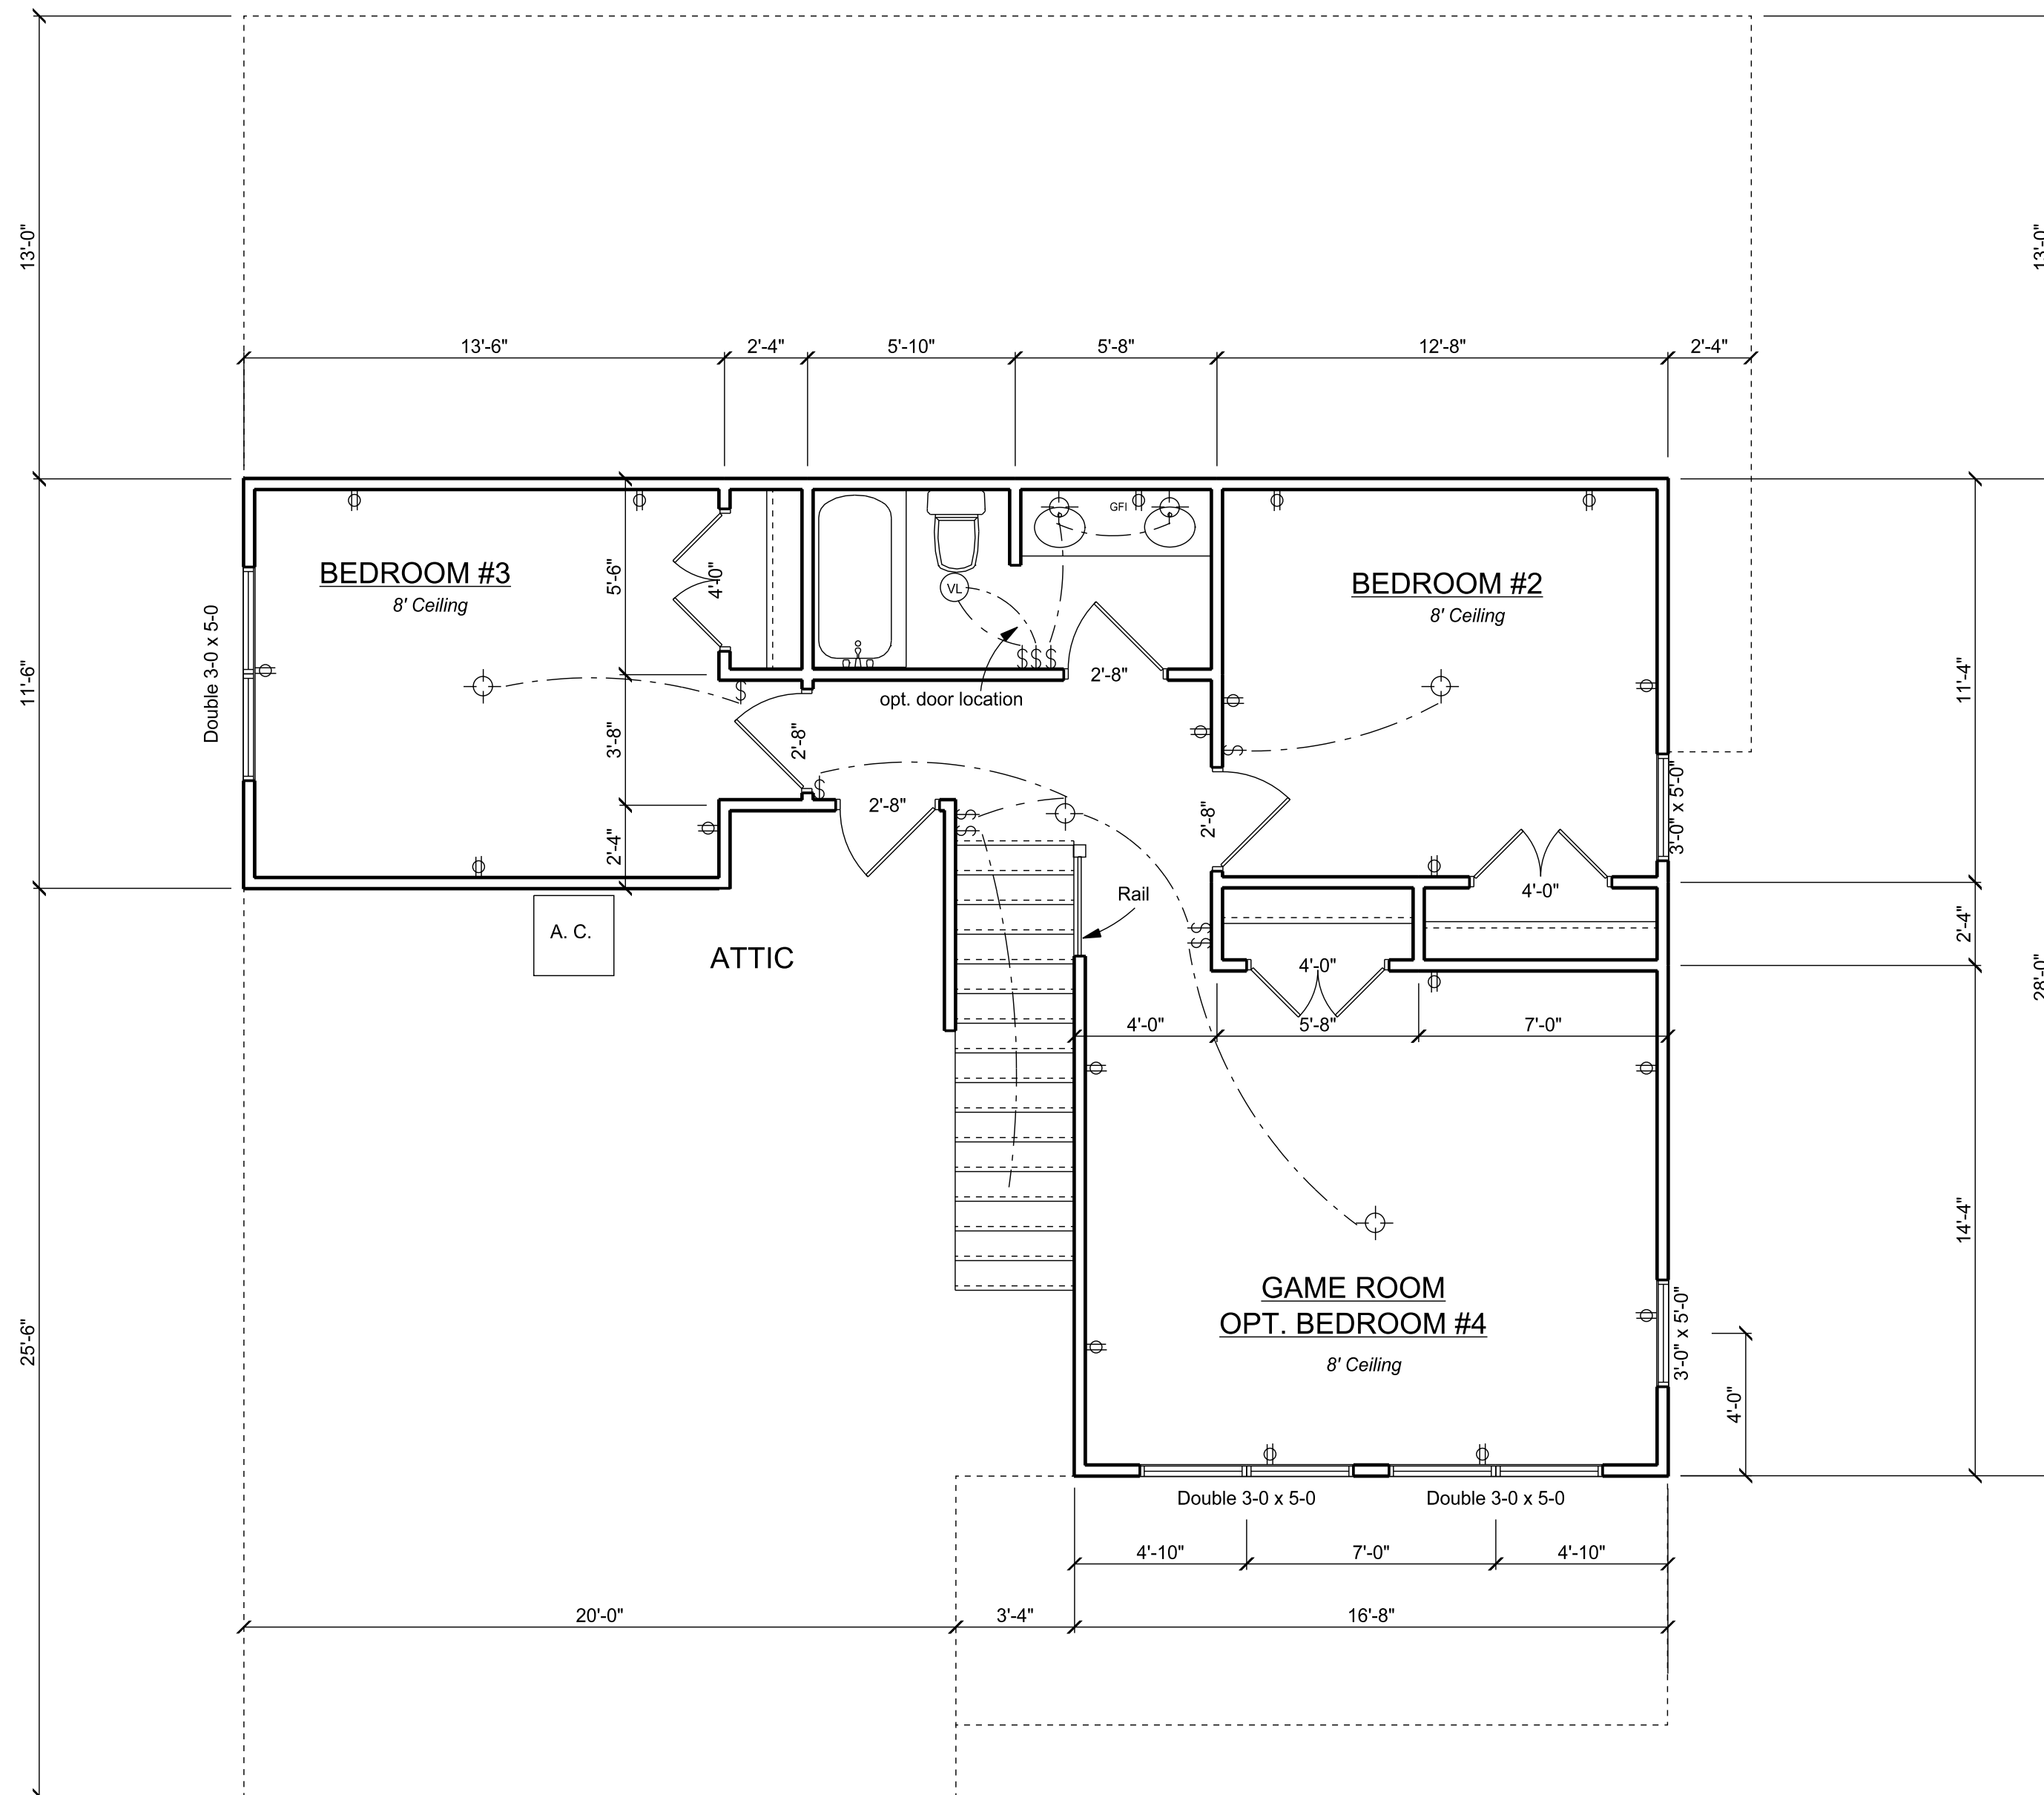 13'-0"
13'-0"
13'-6"
2'-4"
5'-10"
5'-8"
12'-8"
2'-4"
GFI
BEDROOM #3
8' Ceiling
5'-6"
4'-0"
VL
BEDROOM #2
8' Ceiling
Double 3-0 x 5-0
11'-6"
$
$$$
2'-8"
opt. door location
11'-4"
3'-8"
2'-8"
$
$
2'-8"
$$
2'-8"
3'-0" x 5'-0"
2'-4"
Rail
4'-0"
A. C.
ATTIC
$$
2'-4"
4'-0"
28'-0"
4'-0"
5'-8"
7'-0"
14'-4"
GAME ROOM
OPT. BEDROOM #4
8' Ceiling
3'-0" x 5'-0"
25'-6"
4'-0"
Double 3-0 x 5-0
Double 3-0 x 5-0
4'-10"
7'-0"
4'-10"
20'-0"
3'-4"
16'-8"